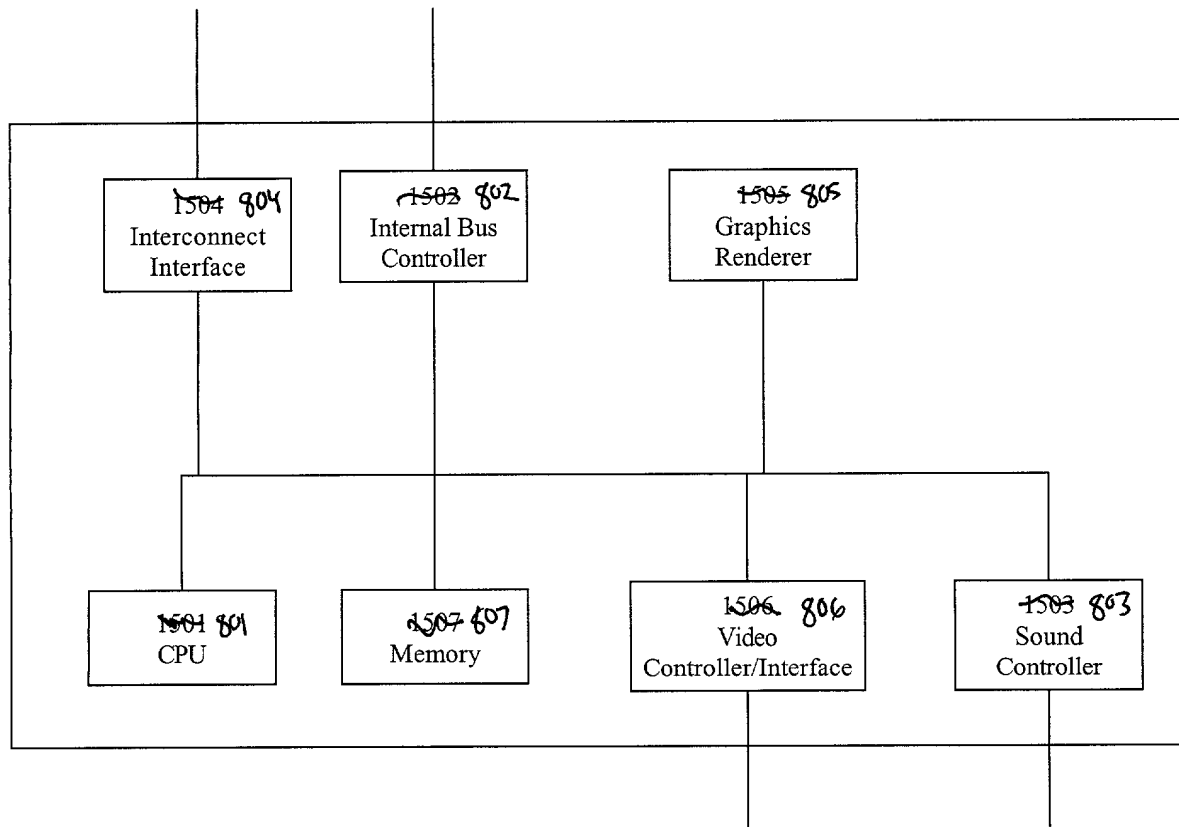 1504 804
Interconnect
Interface
1502 802
Internal Bus
Controller
1505 805
Graphics
Renderer
1501 801
CPU
1507 807
Memory
1506 806
Video
Controller/Interface
1503 803
Sound
Controller